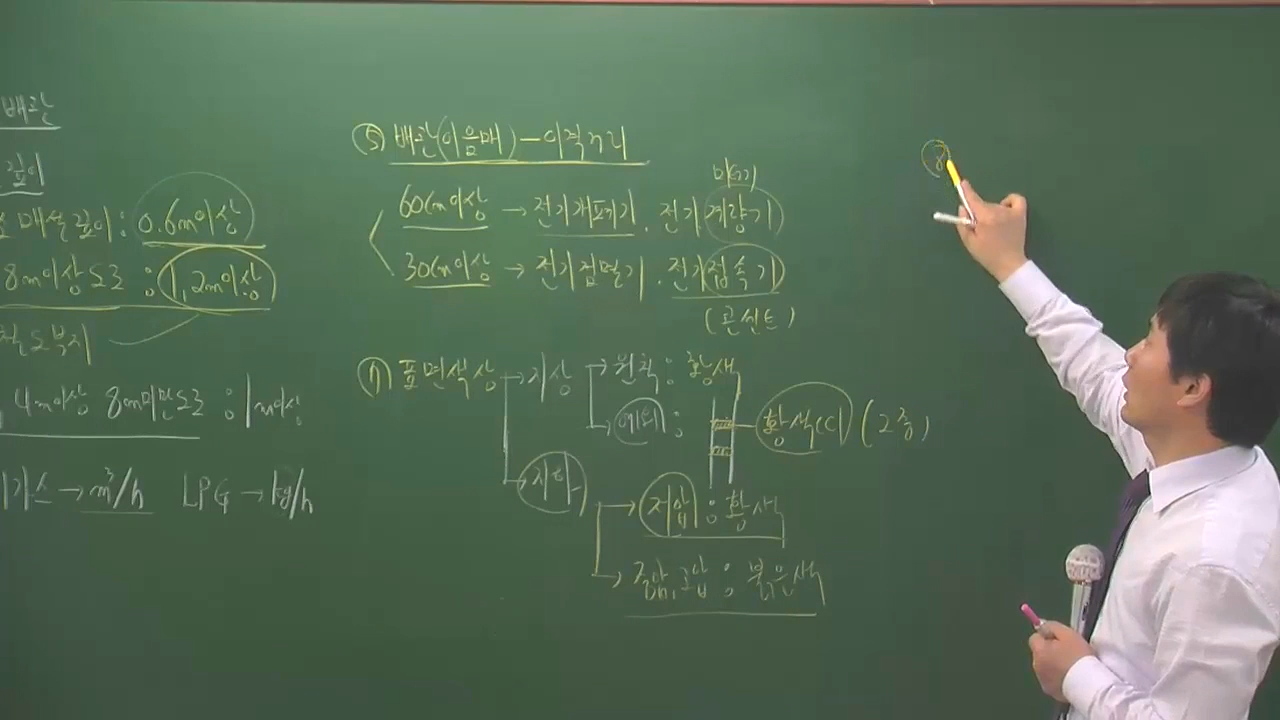 배관
깊이
매설깊이 : 0.6m이상
8m이상도로 : 1,2m이상
철도부지
4m이상 8m미만도로 : 1m이상
가스 → m³/h LPG → kg/h
⑤ 배관(이음매) - 이격거리
60Cm이상 → 전기개폐기. 전기계량기
30Cm이상 → 전기점멸기. 전기접속기
(콘센트)
⑦ 표면색상 → 지상 → 원칙 : 황색
예외 : 황색(CC) (2중)
지하
저압 : 황색
중압, 고압 : 붉은색
⑧